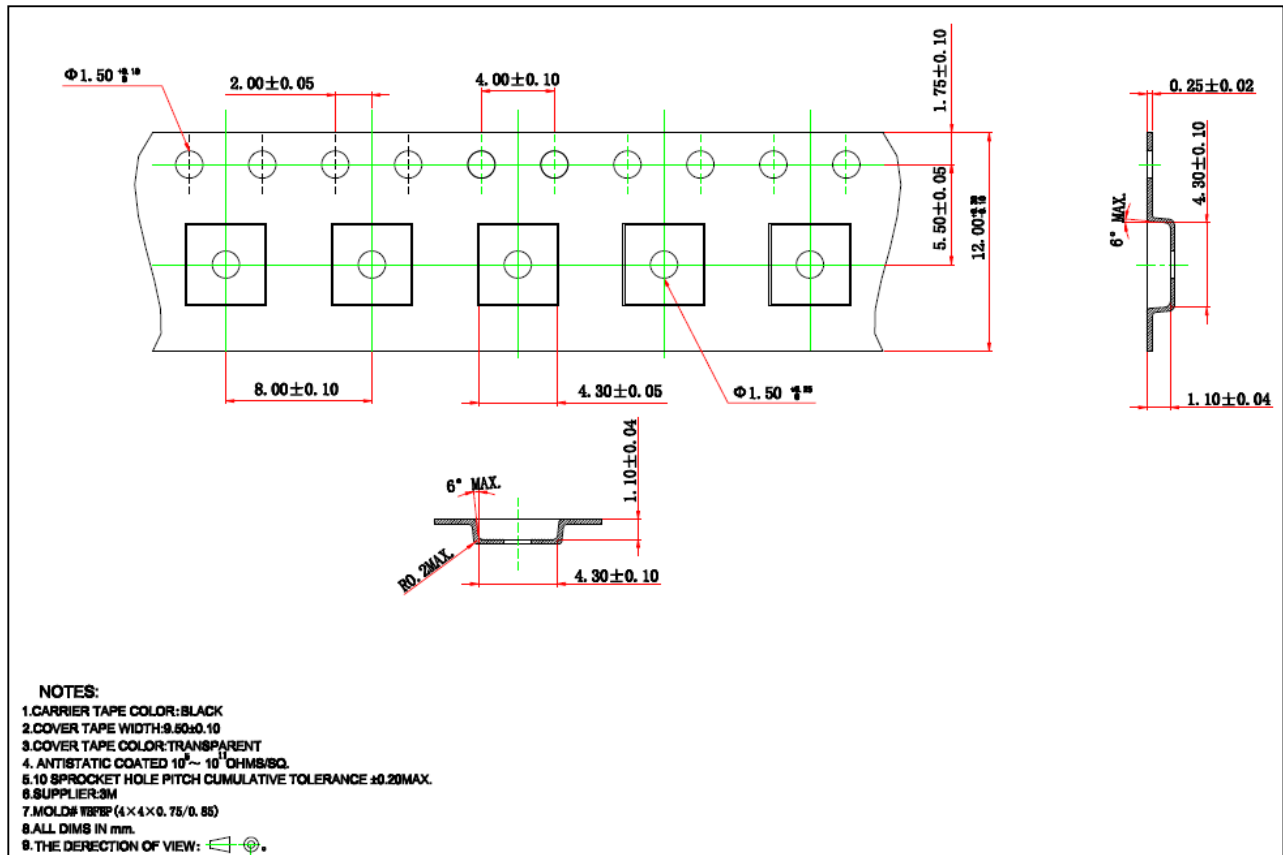 Φ1.50 +0.10 0
2.00±0.05
4.00±0.10
1.75±0.10
0.25±0.02
5.50±0.05
12.00
4.30±0.10
6° MAX.
8.00±0.10
4.30±0.05
Φ1.50
1.10±0.04
6° MAX.
1.10±0.04
R0.2MAX.
4.30±0.10
NOTES:
1.CARRIER TAPE COLOR:BLACK
2.COVER TAPE WIDTH:9.50±0.10
3.COVER TAPE COLOR:TRANSPARENT
4. ANTISTATIC COATED 10 ~ 10¹¹OHMS/SQ.
5.10 SPROCKET HOLE PITCH CUMULATIVE TOLERANCE ±0.20MAX.
6.SUPPLIER:3M
7.MOLD# (4×4×0.75/0.85)
8.ALL DIMS IN mm.
9.THE DERECTION OF VIEW: